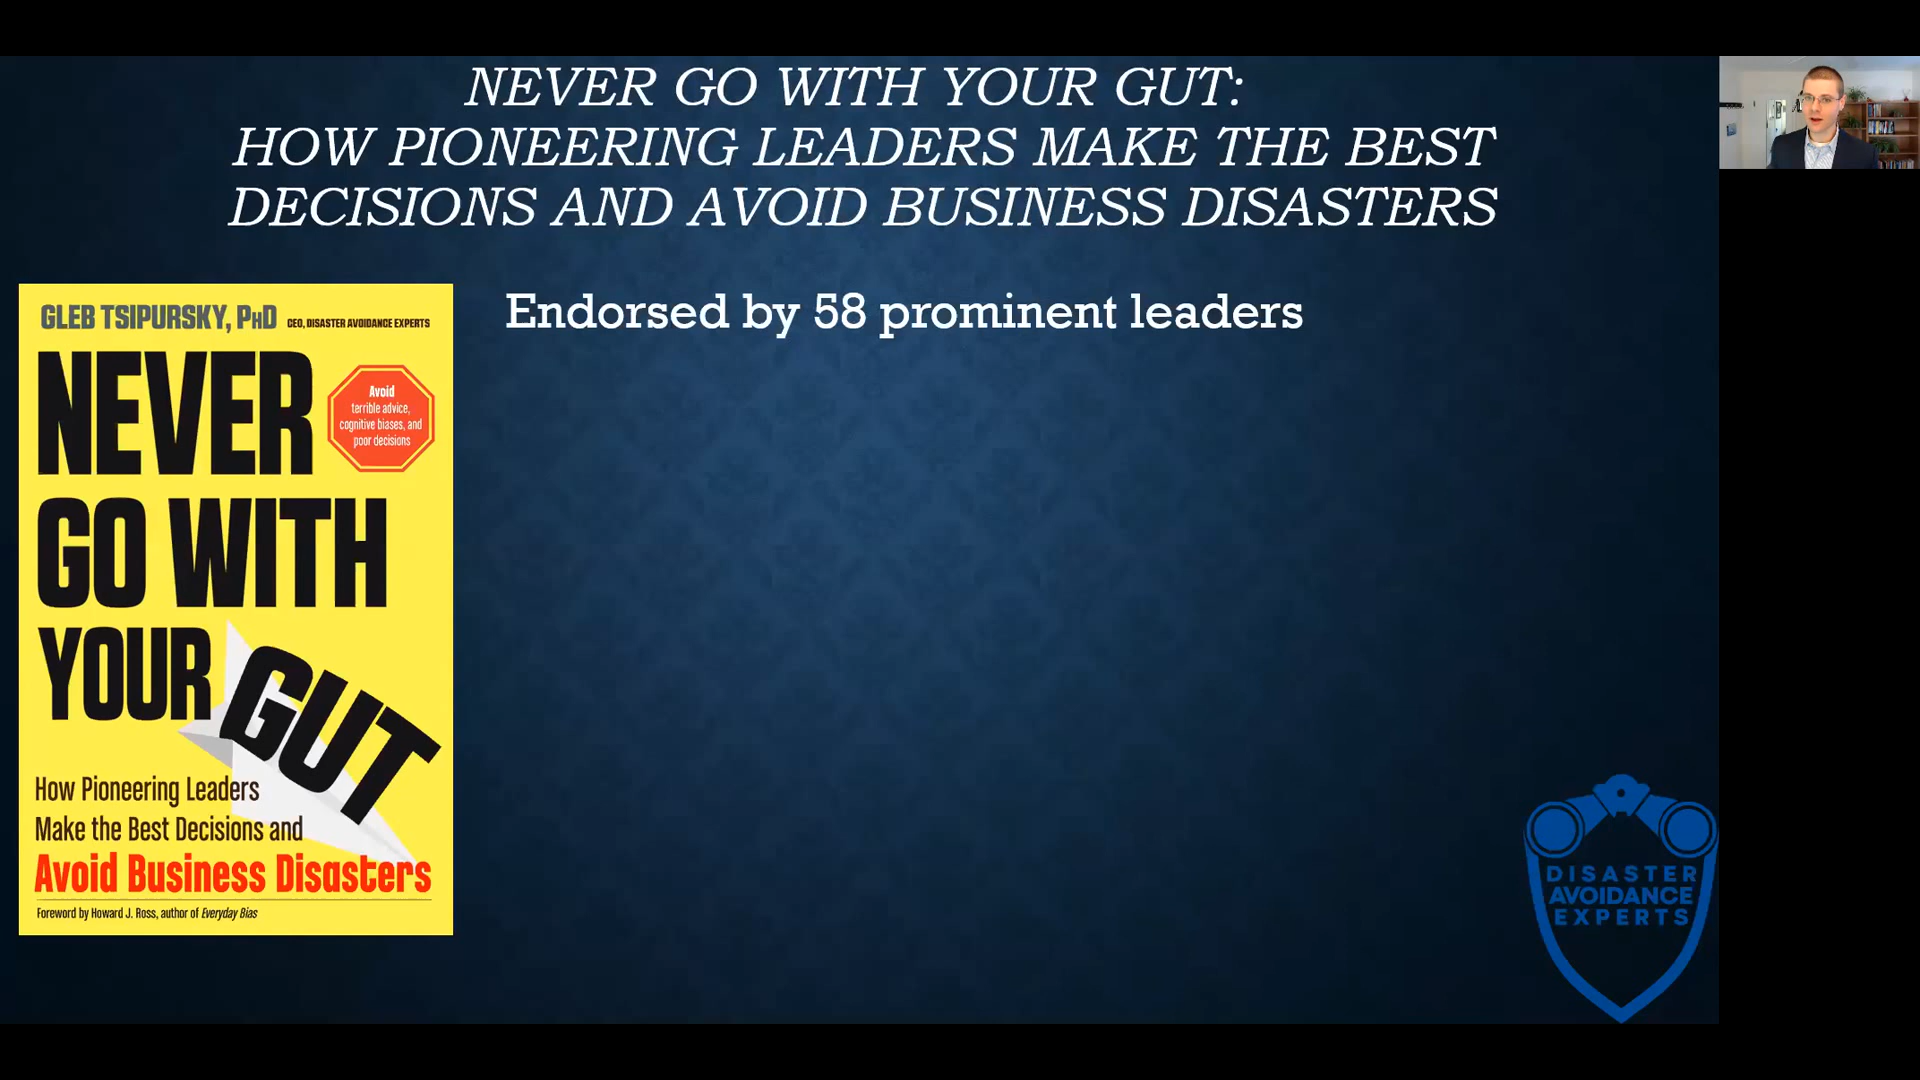 NEVER GO WITH YOUR GUT:
HOW PIONEERING LEADERS MAKE THE BEST
DECISIONS AND AVOID BUSINESS DISASTERS
Endorsed by 58 prominent leaders
GLEB TSIPURSKY, PHD CEO, DISASTER AVOIDANCE EXPERTS
NEVER
Avoid
terrible advice,
cognitive biases, and
poor decisions
GO WITH
YOUR GUT
How Pioneering Leaders
Make the Best Decisions and
Avoid Business Disasters
Foreword by Howard J. Ross, author of Everyday Bias
DISASTER
AVOIDANCE
EXPERTS